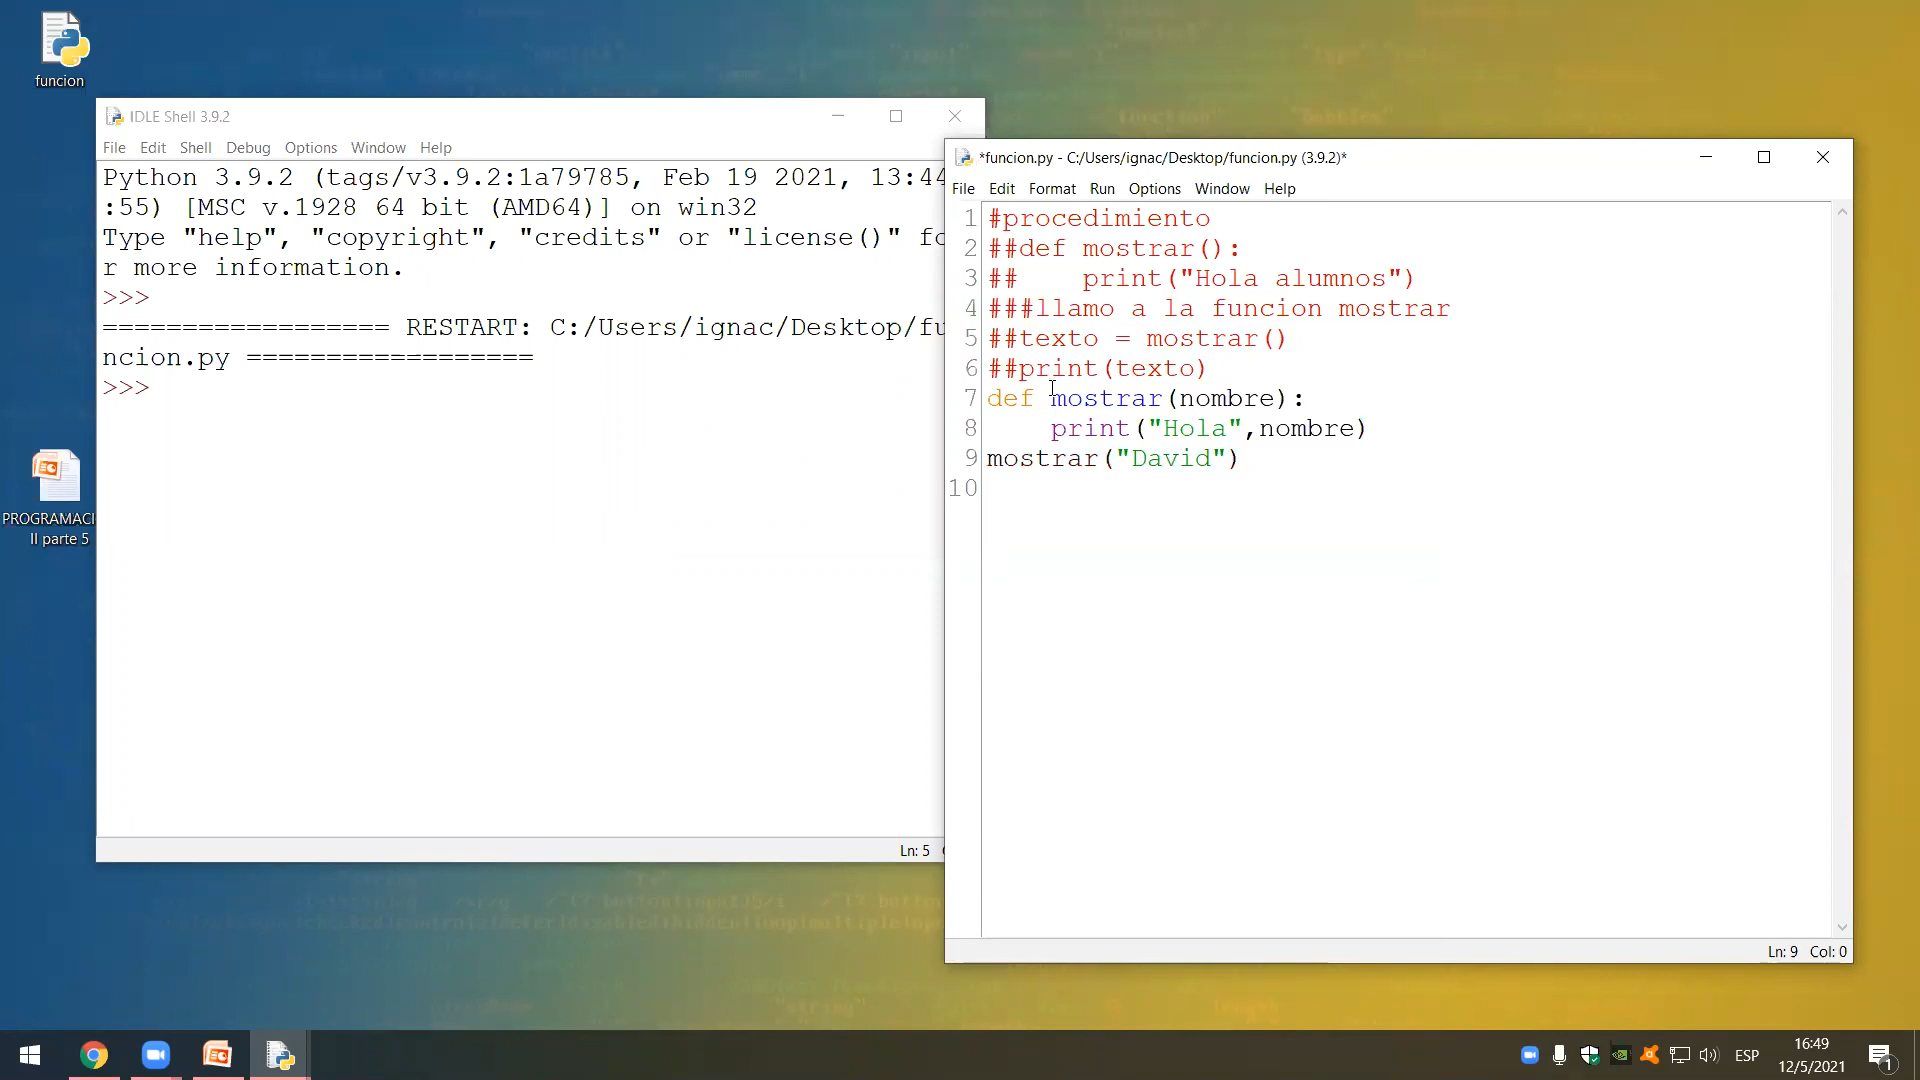 funcion
PROGRAMACI
II parte 5
IDLE Shell 3.9.2
File Edit Shell Debug Options Window Help
Python 3.9.2 (tags/v3.9.2:1a79785, Feb 19 2021, 13:44
:55) [MSC v.1928 64 bit (AMD64)] on win32
Type "help", "copyright", "credits" or "license()" fo
r more information.
>>>
================== RESTART: C:/Users/ignac/Desktop/fu
ncion.py ==================
>>>
Ln: 5
*funcion.py - C:/Users/ignac/Desktop/funcion.py (3.9.2)*
File Edit Format Run Options Window Help
1 #procedimiento
2 ##def mostrar():
3 ##    print("Hola alumnos")
4 ###llamo a la funcion mostrar
5 ##texto = mostrar()
6 ##print(texto)
7 def mostrar(nombre):
8     print("Hola",nombre)
9 mostrar("David")
10
Ln: 9 Col: 0
ESP
16:49
12/5/2021
1